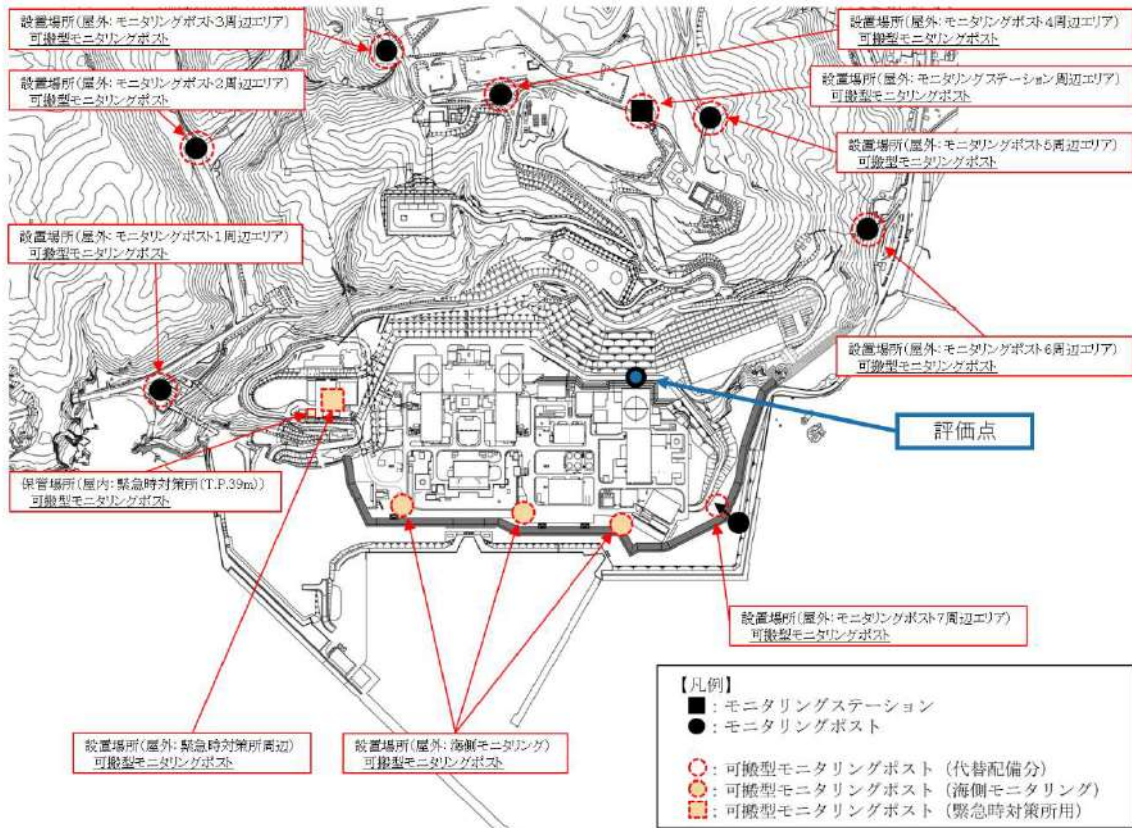 設置場所(屋外:モニタリングポスト3周辺エリア)
可搬型モニタリングポスト
設置場所(屋外:モニタリングポスト4周辺エリア)
可搬型モニタリングポスト
設置場所(屋外:モニタリングポスト2周辺エリア)
可搬型モニタリングポスト
設置場所(屋外:モニタリングステーション周辺エリア)
可搬型モニタリングポスト
設置場所(屋外:モニタリングポスト5周辺エリア)
可搬型モニタリングポスト
設置場所(屋外:モニタリングポスト1周辺エリア)
可搬型モニタリングポスト
設置場所(屋外:モニタリングポスト6周辺エリア)
可搬型モニタリングポスト
評価点
保管場所(屋内:緊急時対策所(T.P.39m))
可搬型モニタリングポスト
設置場所(屋外:モニタリングポスト7周辺エリア)
可搬型モニタリングポスト
設置場所(屋外:緊急時対策所周辺)
可搬型モニタリングポスト
設置場所(屋外:海側モニタリング)
可搬型モニタリングポスト
【凡例】
■:モニタリングステーション
●:モニタリングポスト
:可搬型モニタリングポスト(代替配備分)
:可搬型モニタリングポスト(海側モニタリング)
:可搬型モニタリングポスト(緊急時対策所用)